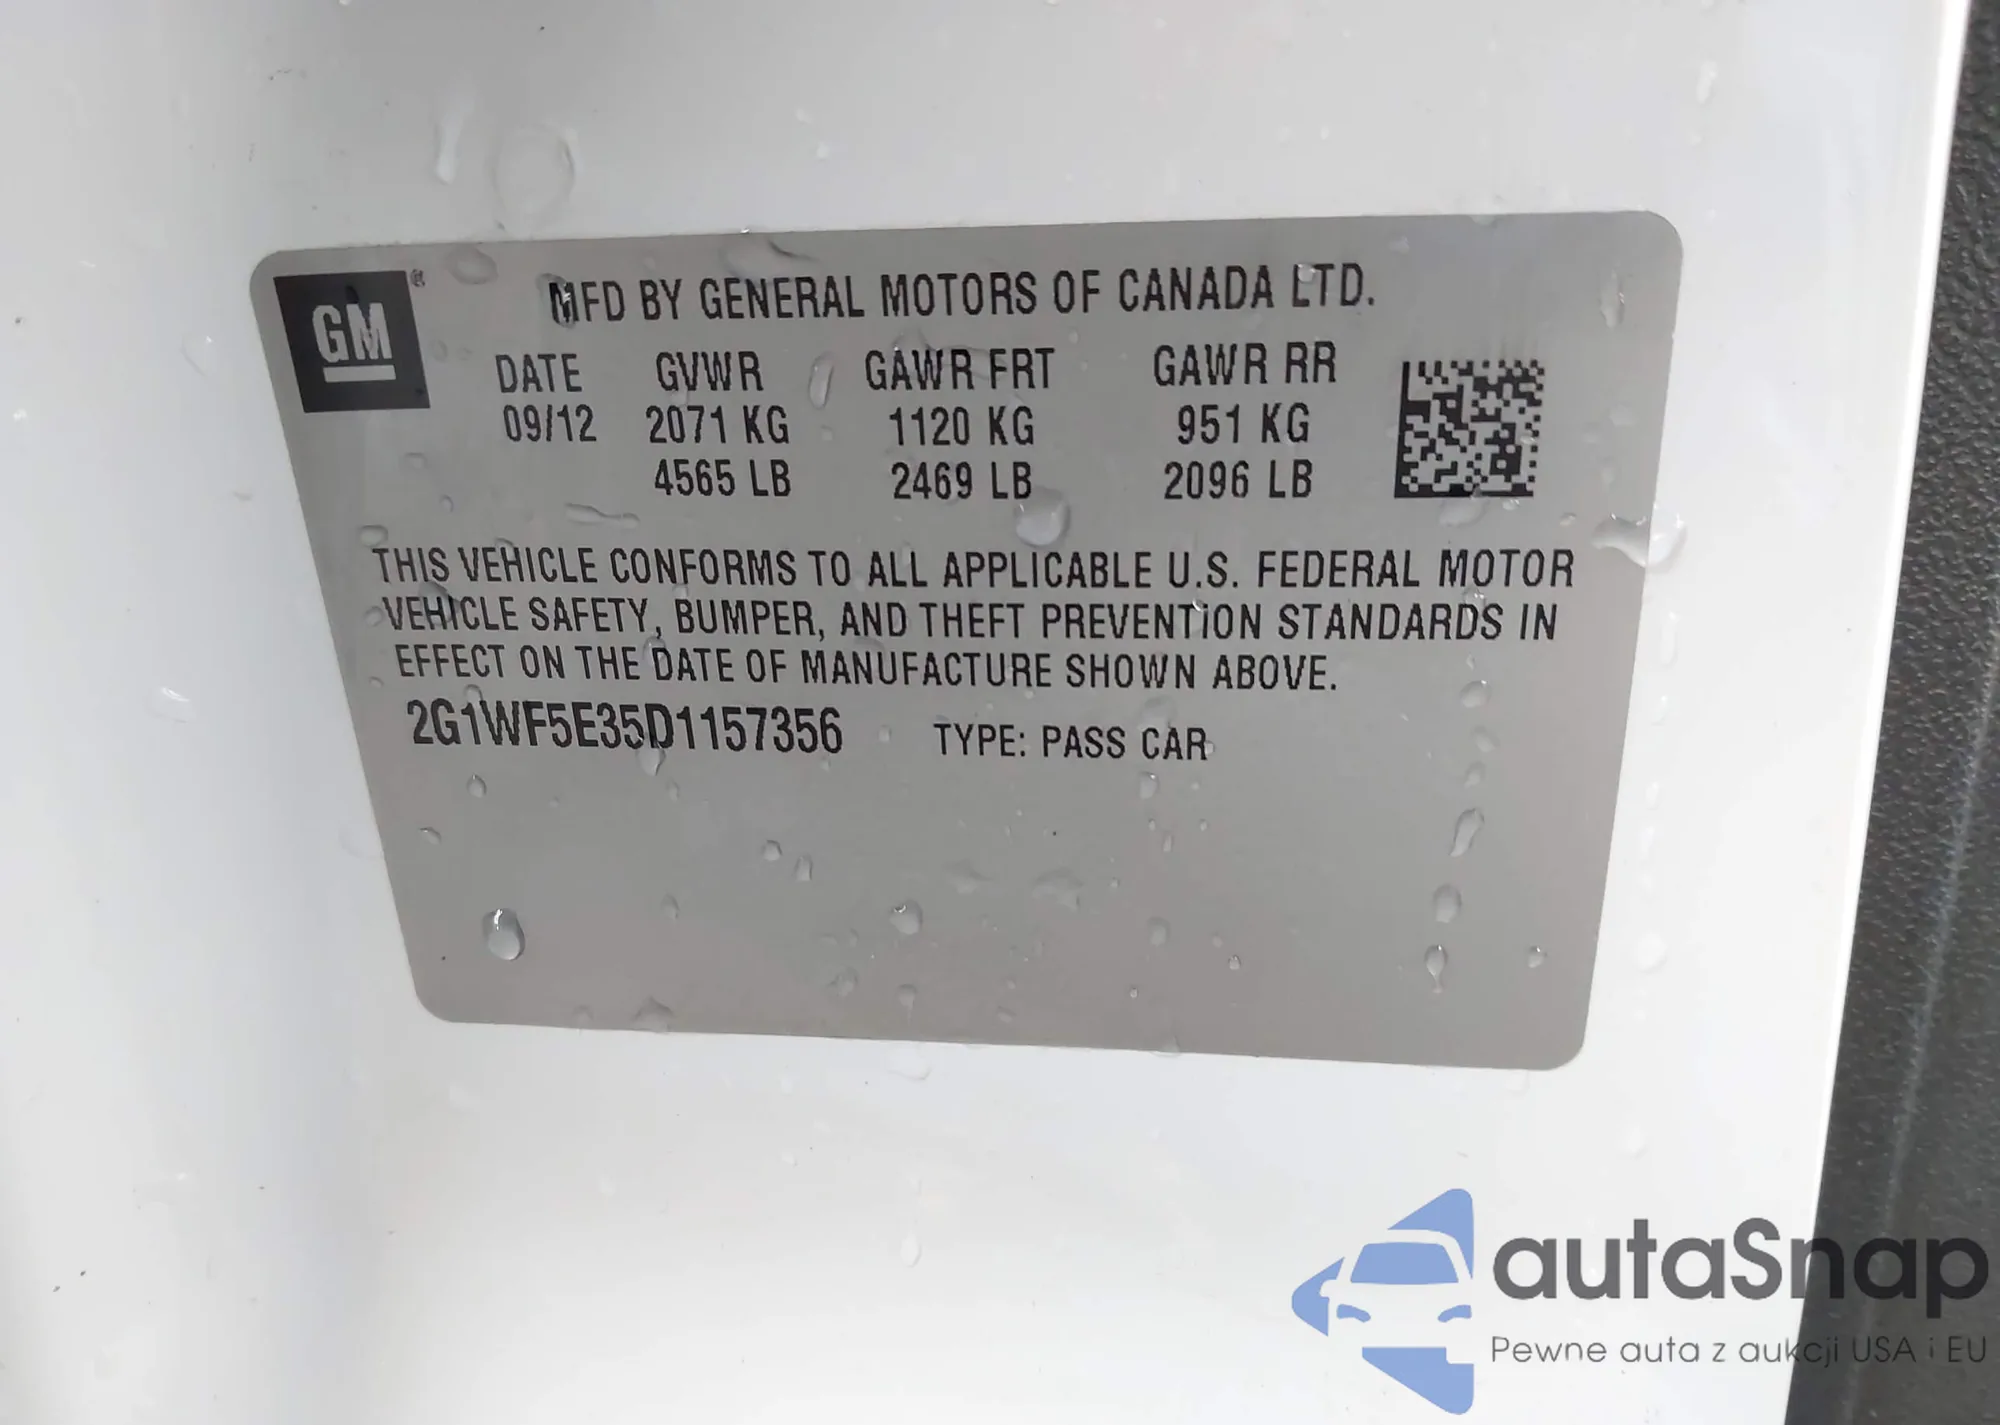 GM ®
MFD BY GENERAL MOTORS OF CANADA LTD.
DATE GVWR GAWR FRT GAWR RR
09/12 2071 KG 1120 KG 951 KG
4565 LB 2469 LB 2096 LB
THIS VEHICLE CONFORMS TO ALL APPLICABLE U.S. FEDERAL MOTOR
VEHICLE SAFETY, BUMPER, AND THEFT PREVENTION STANDARDS IN
EFFECT ON THE DATE OF MANUFACTURE SHOWN ABOVE.
2G1WF5E35D1157356 TYPE: PASS CAR
autaSnap
Pewne auta z aukcji USA i EU